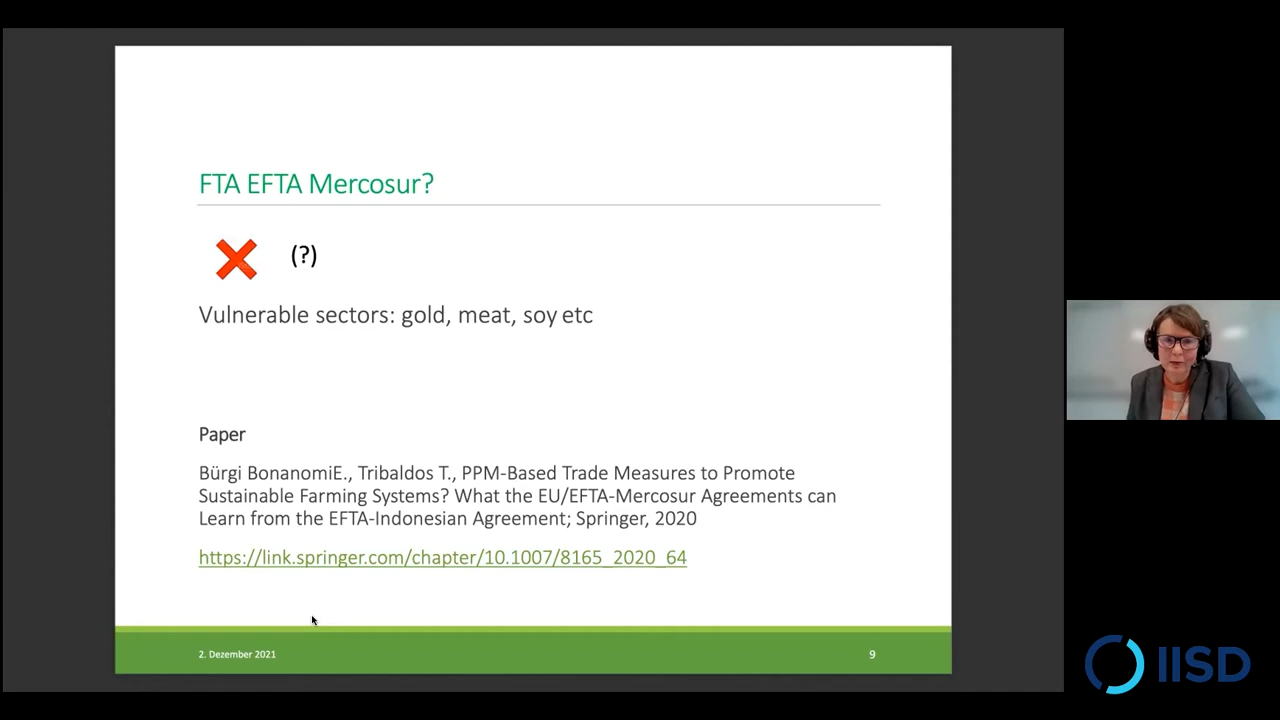 FTA EFTA Mercosur?
(?)
Vulnerable sectors: gold, meat, soy etc
Paper
Bürgi BonanomiE., Tribaldos T., PPM-Based Trade Measures to Promote
Sustainable Farming Systems? What the EU/EFTA-Mercosur Agreements can
Learn from the EFTA-Indonesian Agreement; Springer, 2020
https://link.springer.com/chapter/10.1007/8165_2020_64
2. Dezember 2021
9
IISD